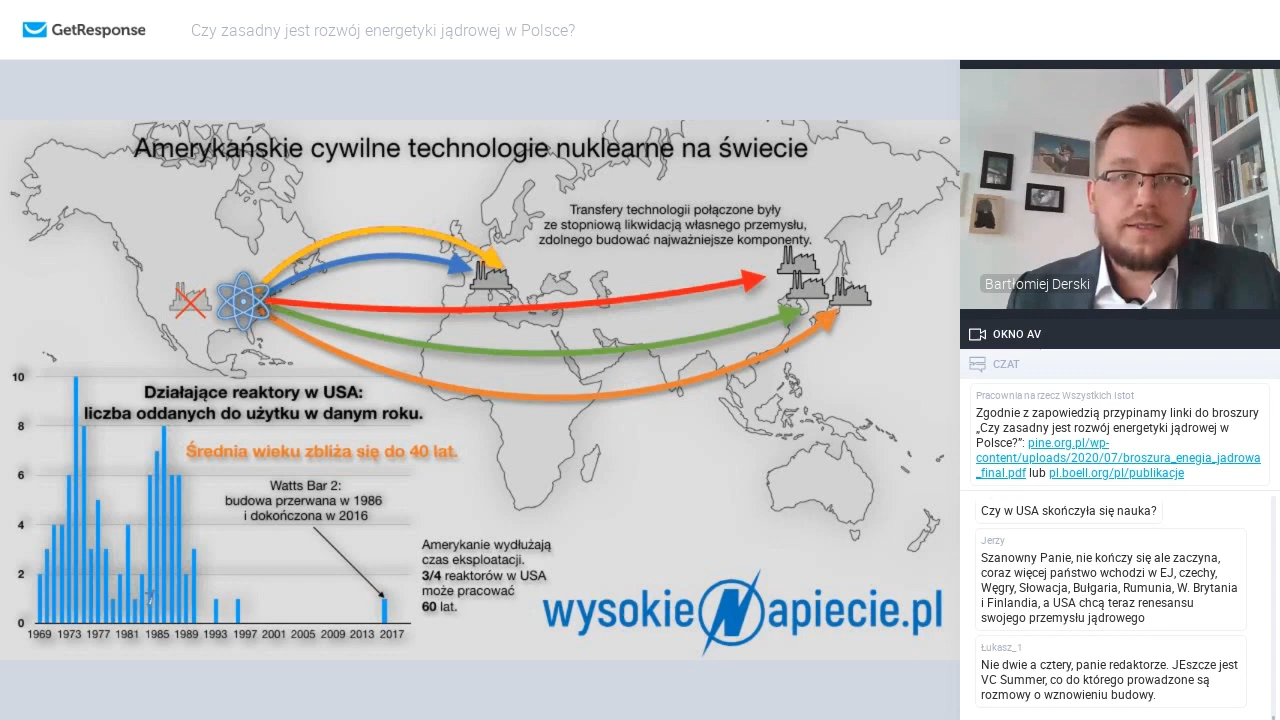 GetResponse
Czy zasadny jest rozwój energetyki jądrowej w Polsce?
Amerykańskie cywilne technologie nuklearne na świecie
Transfery technologii połączone były
ze stopniową likwidacją własnego przemysłu,
zdolnego budować najważniejsze komponenty.
10
8
6
4
2
0
Działające reaktory w USA:
liczba oddanych do użytku w danym roku.
Średnia wieku zbliża się do 40 lat.
Watts Bar 2:
budowa przerwana w 1986
i dokończona w 2016
1969 1973 1977 1981 1985 1989 1993 1997 2001 2005 2009 2013 2017
Amerykanie wydłużają
czas eksploatacji.
3/4 reaktorów w USA
może pracować
60 lat.
wysokieNapiecie.pl
Bartłomiej Derski
OKNO AV
CZAT
Pracownia na rzecz Wszystkich Istot
Zgodnie z zapowiedzią przypinamy linki do broszury
„Czy zasadny jest rozwój energetyki jądrowej w
Polsce?”: pine.org.pl/wp-
content/uploads/2020/07/broszura_enegia_jadrowa
_final.pdf lub pl.boell.org/pl/publikacje
Czy w USA skończyła się nauka?
Jerzy
Szanowny Panie, nie kończy się ale zaczyna,
coraz więcej państwo wchodzi w EJ, czechy,
Węgry, Słowacja, Bułgaria, Rumunia, W. Brytania
i Finlandia, a USA chcą teraz renesansu
swojego przemysłu jądrowego
Łukasz_1
Nie dwie a cztery, panie redaktorze. JEszcze jest
VC Summer, co do którego prowadzone są
rozmowy o wznowieniu budowy.